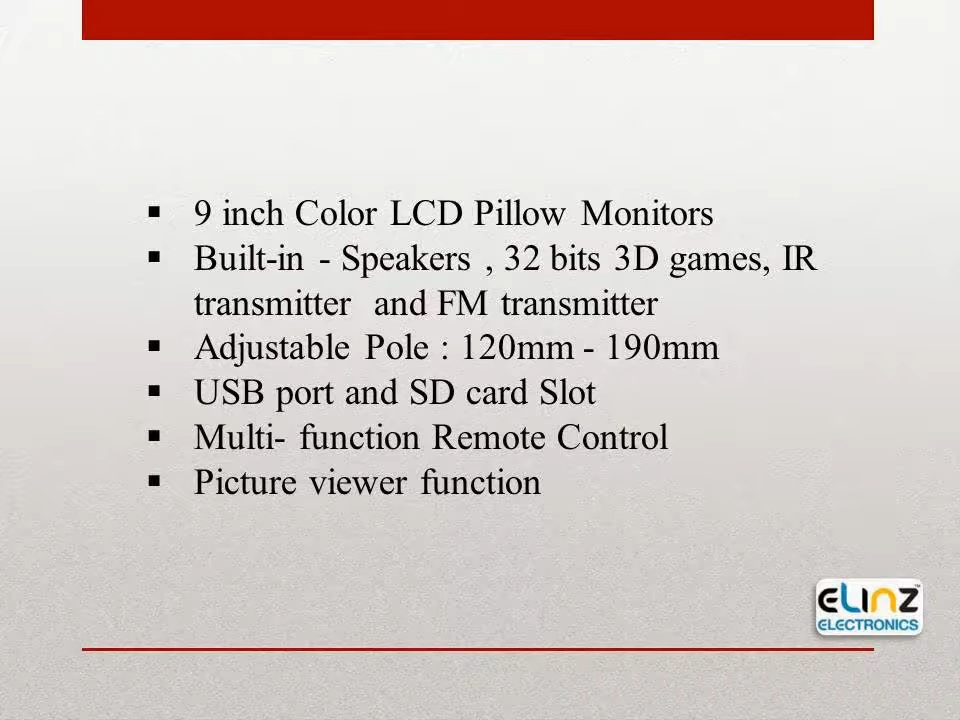 ▪ 9 inch Color LCD Pillow Monitors
▪ Built-in - Speakers , 32 bits 3D games, IR
transmitter and FM transmitter
▪ Adjustable Pole : 120mm - 190mm
▪ USB port and SD card Slot
▪ Multi- function Remote Control
▪ Picture viewer function
eLinz™
ELECTRONICS